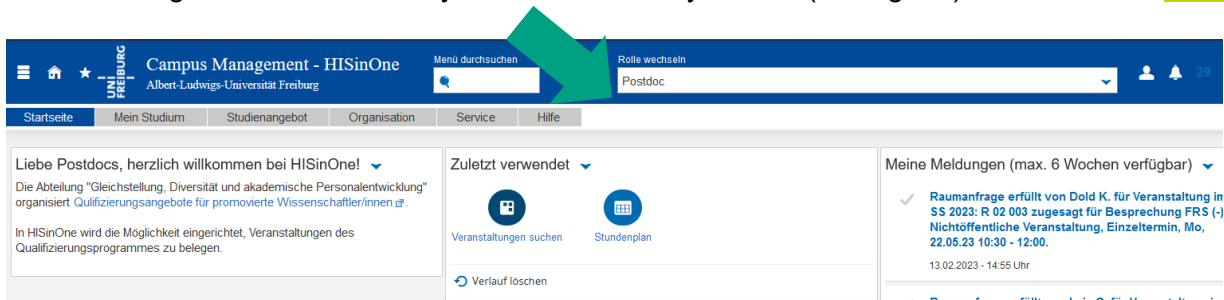 UNI
FREIBURG
Campus Management - HISinOne
Albert-Ludwigs-Universität Freiburg
Menü durchsuchen
Rolle wechseln
Postdoc
29
Startseite
Mein Studium
Studienangebot
Organisation
Service
Hilfe
Liebe Postdocs, herzlich willkommen bei HISinOne!
Die Abteilung "Gleichstellung, Diversität und akademische Personalentwicklung"
organisiert Qulifizierungsangebote für promovierte Wissenschaftler/innen.
In HISinOne wird die Möglichkeit eingerichtet, Veranstaltungen des
Qualifizierungsprogrammes zu belegen.
Zuletzt verwendet
Veranstaltungen suchen
Stundenplan
Verlauf löschen
Meine Meldungen (max. 6 Wochen verfügbar)
Raumanfrage erfüllt von Dold K. für Veranstaltung im
SS 2023: R 02 003 zugesagt für Besprechung FRS (-)
Nichtöffentliche Veranstaltung, Einzeltermin, Mo,
22.05.23 10:30 - 12:00.
13.02.2023 - 14:55 Uhr